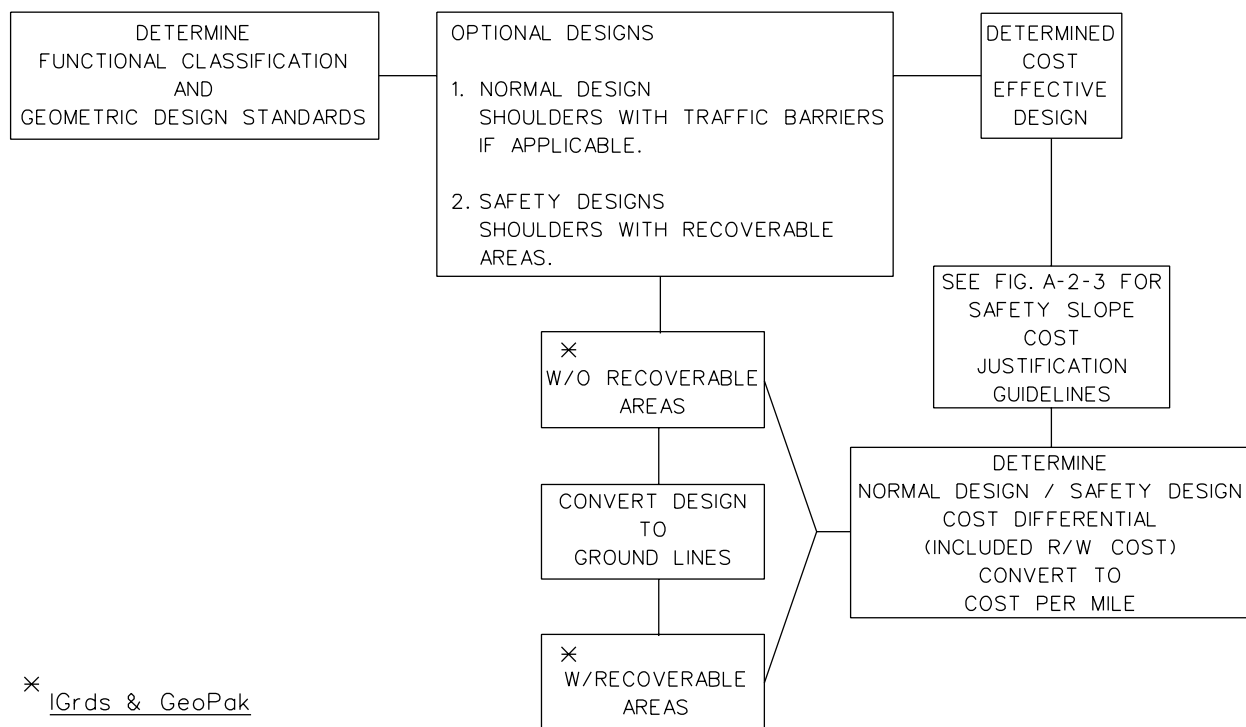 DETERMINE
FUNCTIONAL CLASSIFICATION
AND
GEOMETRIC DESIGN STANDARDS
OPTIONAL DESIGNS
1. NORMAL DESIGN
SHOULDERS WITH TRAFFIC BARRIERS
IF APPLICABLE.
2. SAFETY DESIGNS
SHOULDERS WITH RECOVERABLE
AREAS.
DETERMINED
COST
EFFECTIVE
DESIGN
SEE FIG. A-2-3 FOR
SAFETY SLOPE
COST
JUSTIFICATION
GUIDELINES
*
W/O RECOVERABLE
AREAS
CONVERT DESIGN
TO
GROUND LINES
*
W/RECOVERABLE
AREAS
DETERMINE
NORMAL DESIGN / SAFETY DESIGN
COST DIFFERENTIAL
(INCLUDED R/W COST)
CONVERT TO
COST PER MILE
* IGrds & GeoPak